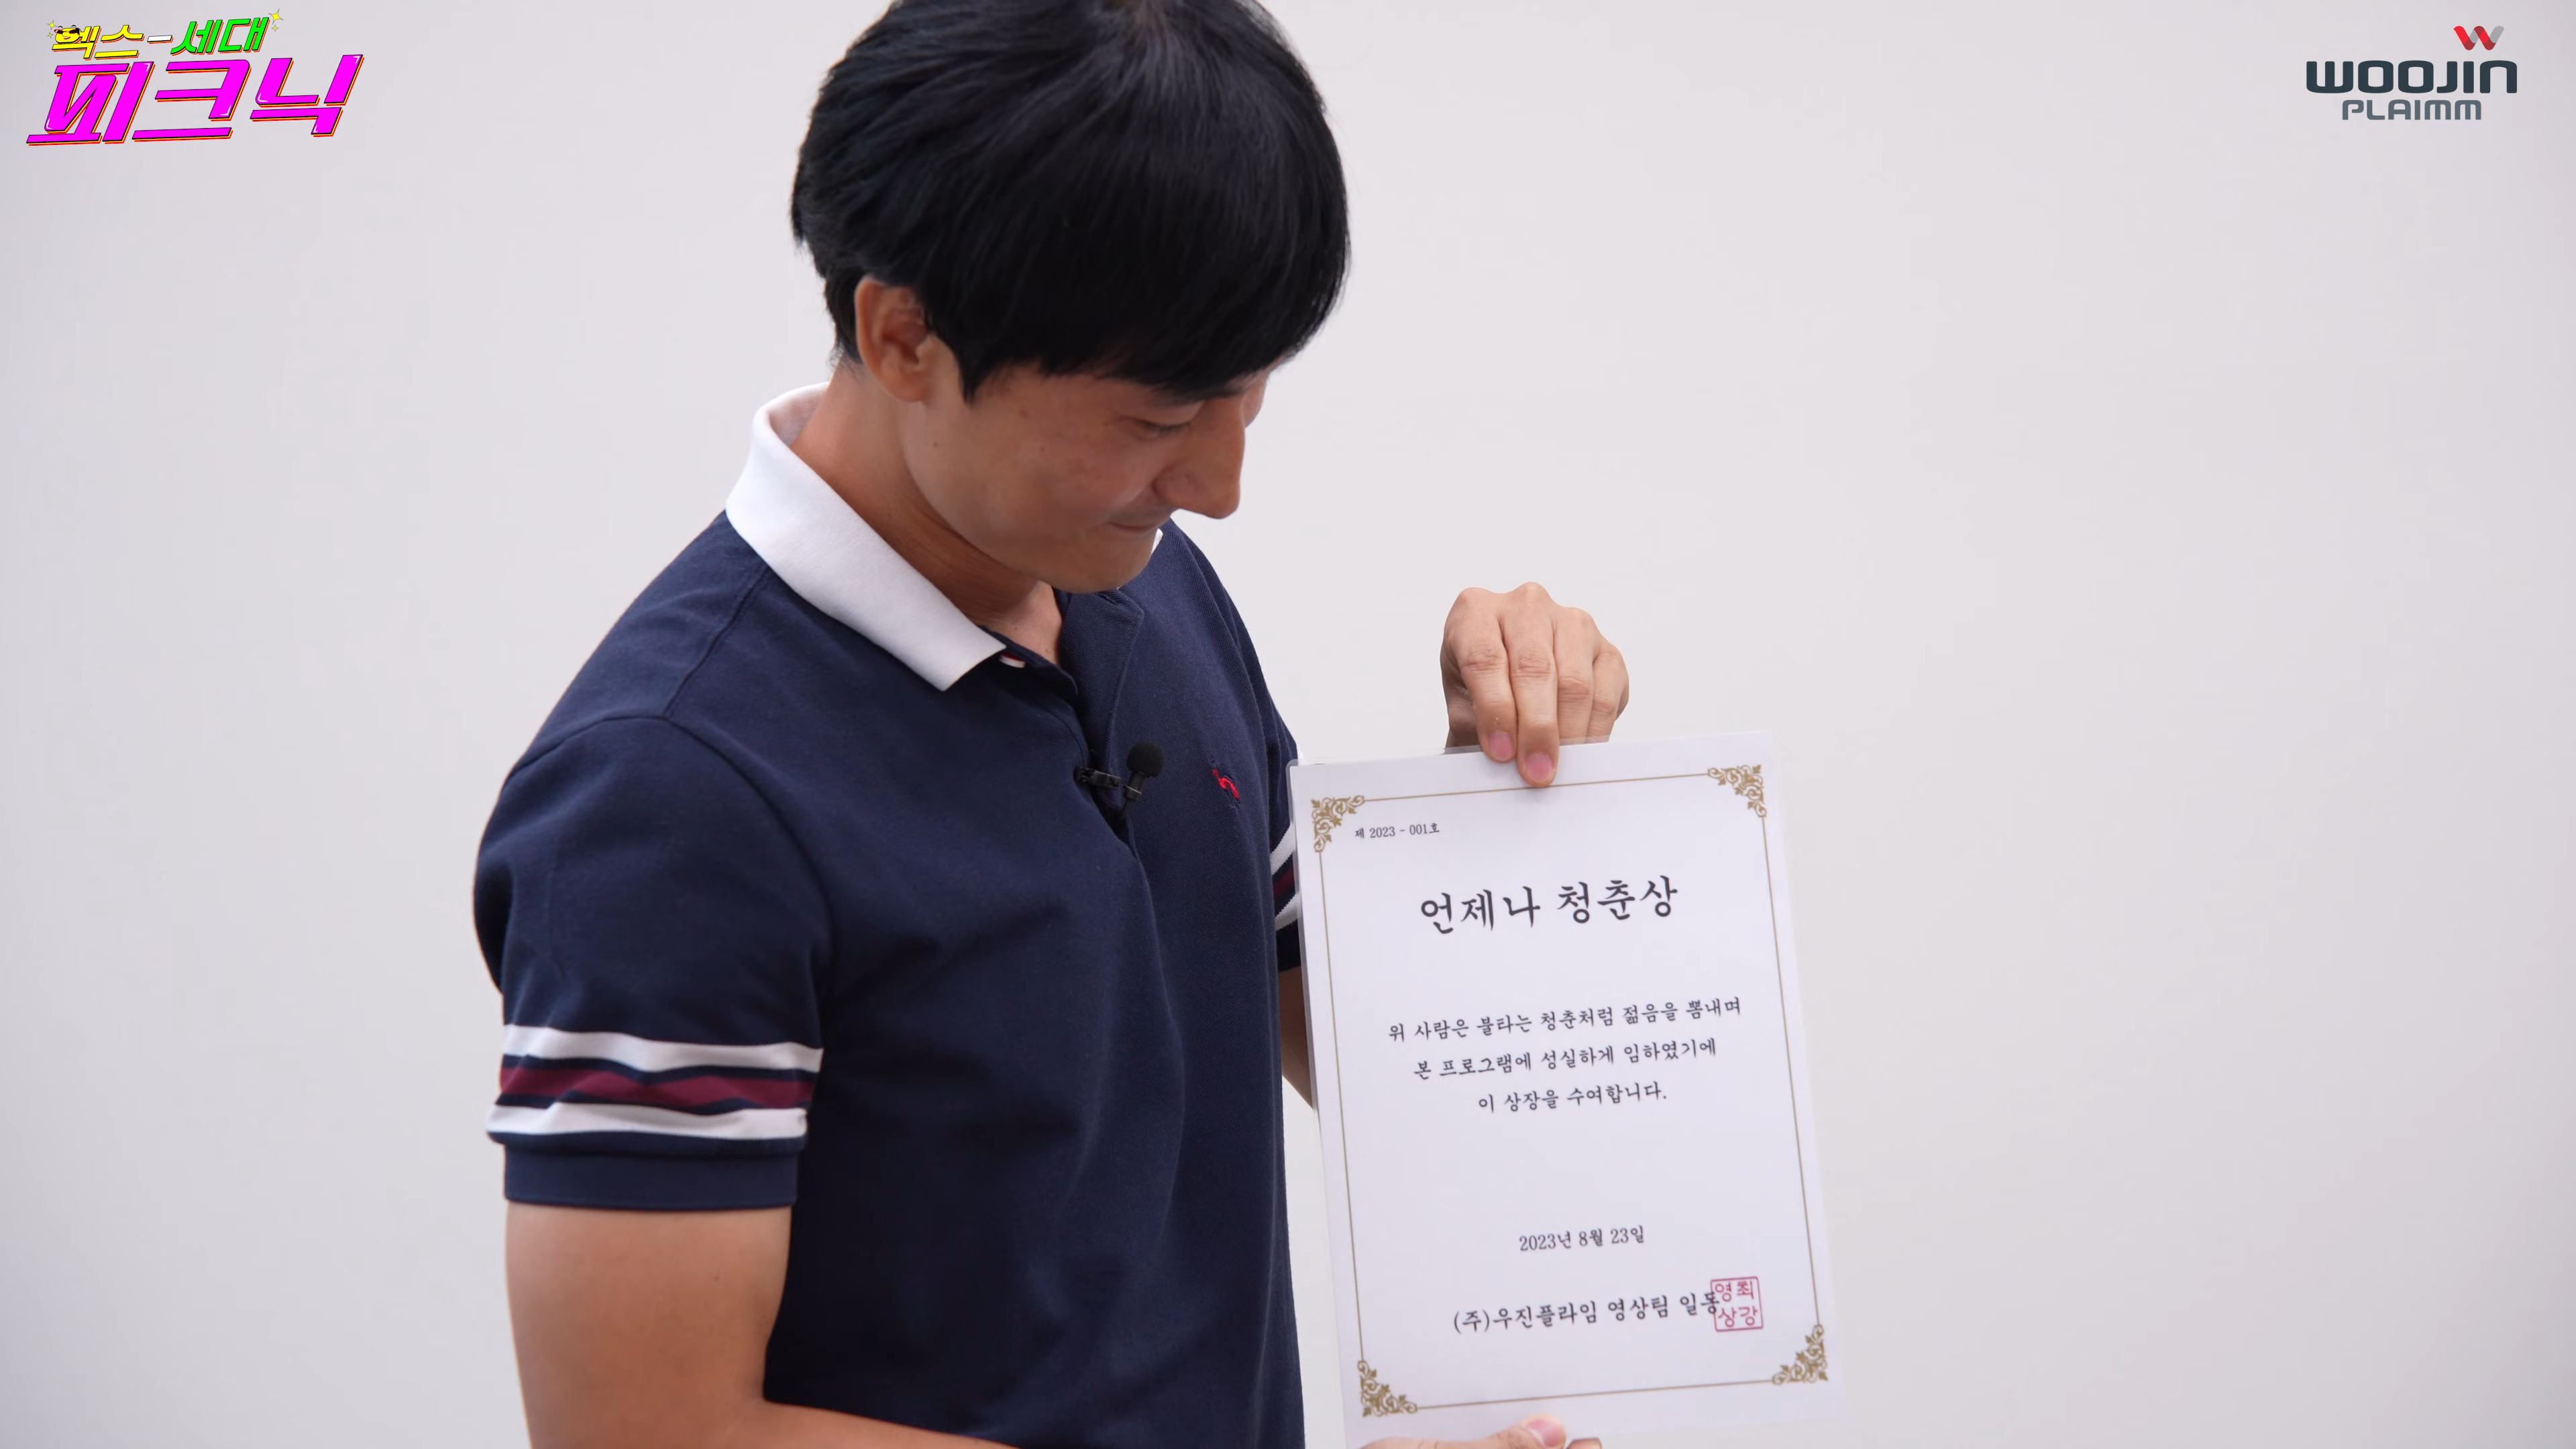 헥스-세대
피크닉
WOOJIN
PLAIMM
제 2023 - 001호
언제나 청춘상
위 사람은 불타는 청춘처럼 젊음을 뽐내며
본 프로그램에 성실하게 임하였기에
이 상장을 수여합니다.
2023년 8월 23일
(주)우진플라임 영상팀 일동
영최
상강